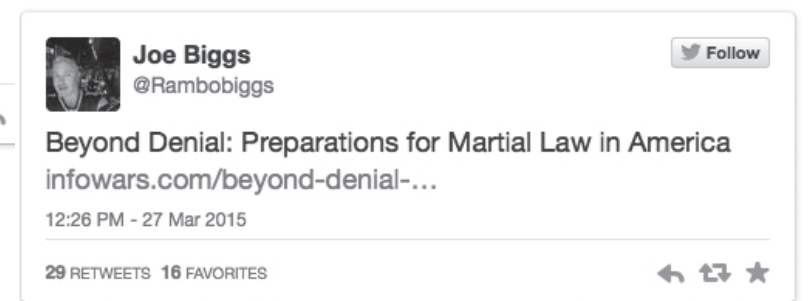 Joe Biggs
Follow
@Rambobiggs
Beyond Denial: Preparations for Martial Law in America
infowars.com/beyond-denial-...
12:26 PM - 27 Mar 2015
29 RETWEETS 16 FAVORITES